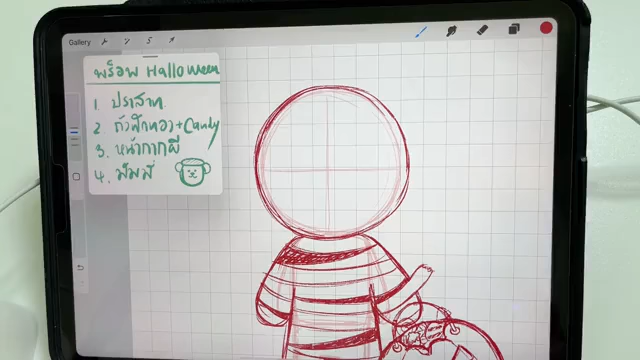 Gallery
พร็อพ Halloween
1. ปราสาท
2. ถังฟักทอง+Candy
3. หน้ากากผี
4. มัมมี่